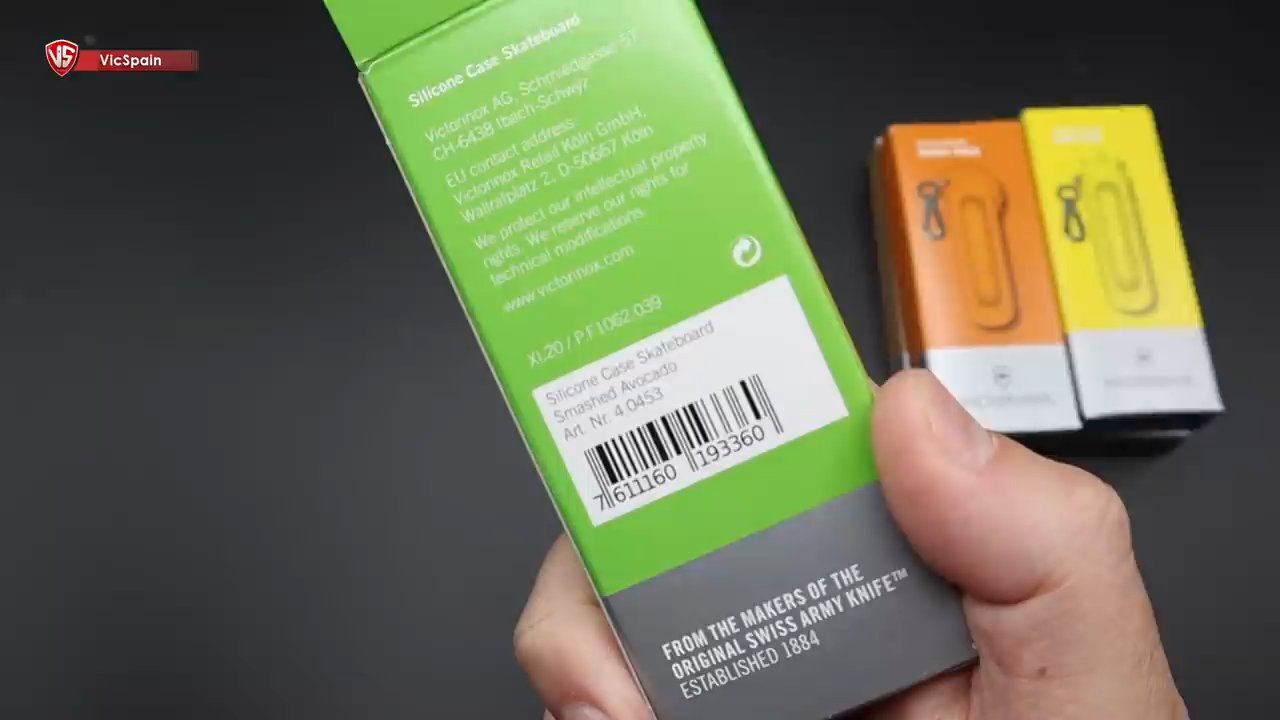 VicSpain
Silicone Case Skateboard
Victorinox AG, Schmiedgasse 57
CH-6438 Ibach-Schwyz
EU contact address:
Victorinox Retail Köln GmbH,
Wallrafplatz 2, D-50667 Köln
We protect our intellectual property
rights. We reserve our rights for
technical modifications.
www.victorinox.com
XI.20 / P.F1062.039
Silicone Case Skateboard
Smashed Avocado
Art. Nr. 4.0453
7 611160 193360
FROM THE MAKERS OF THE
ORIGINAL SWISS ARMY KNIFE™
ESTABLISHED 1884